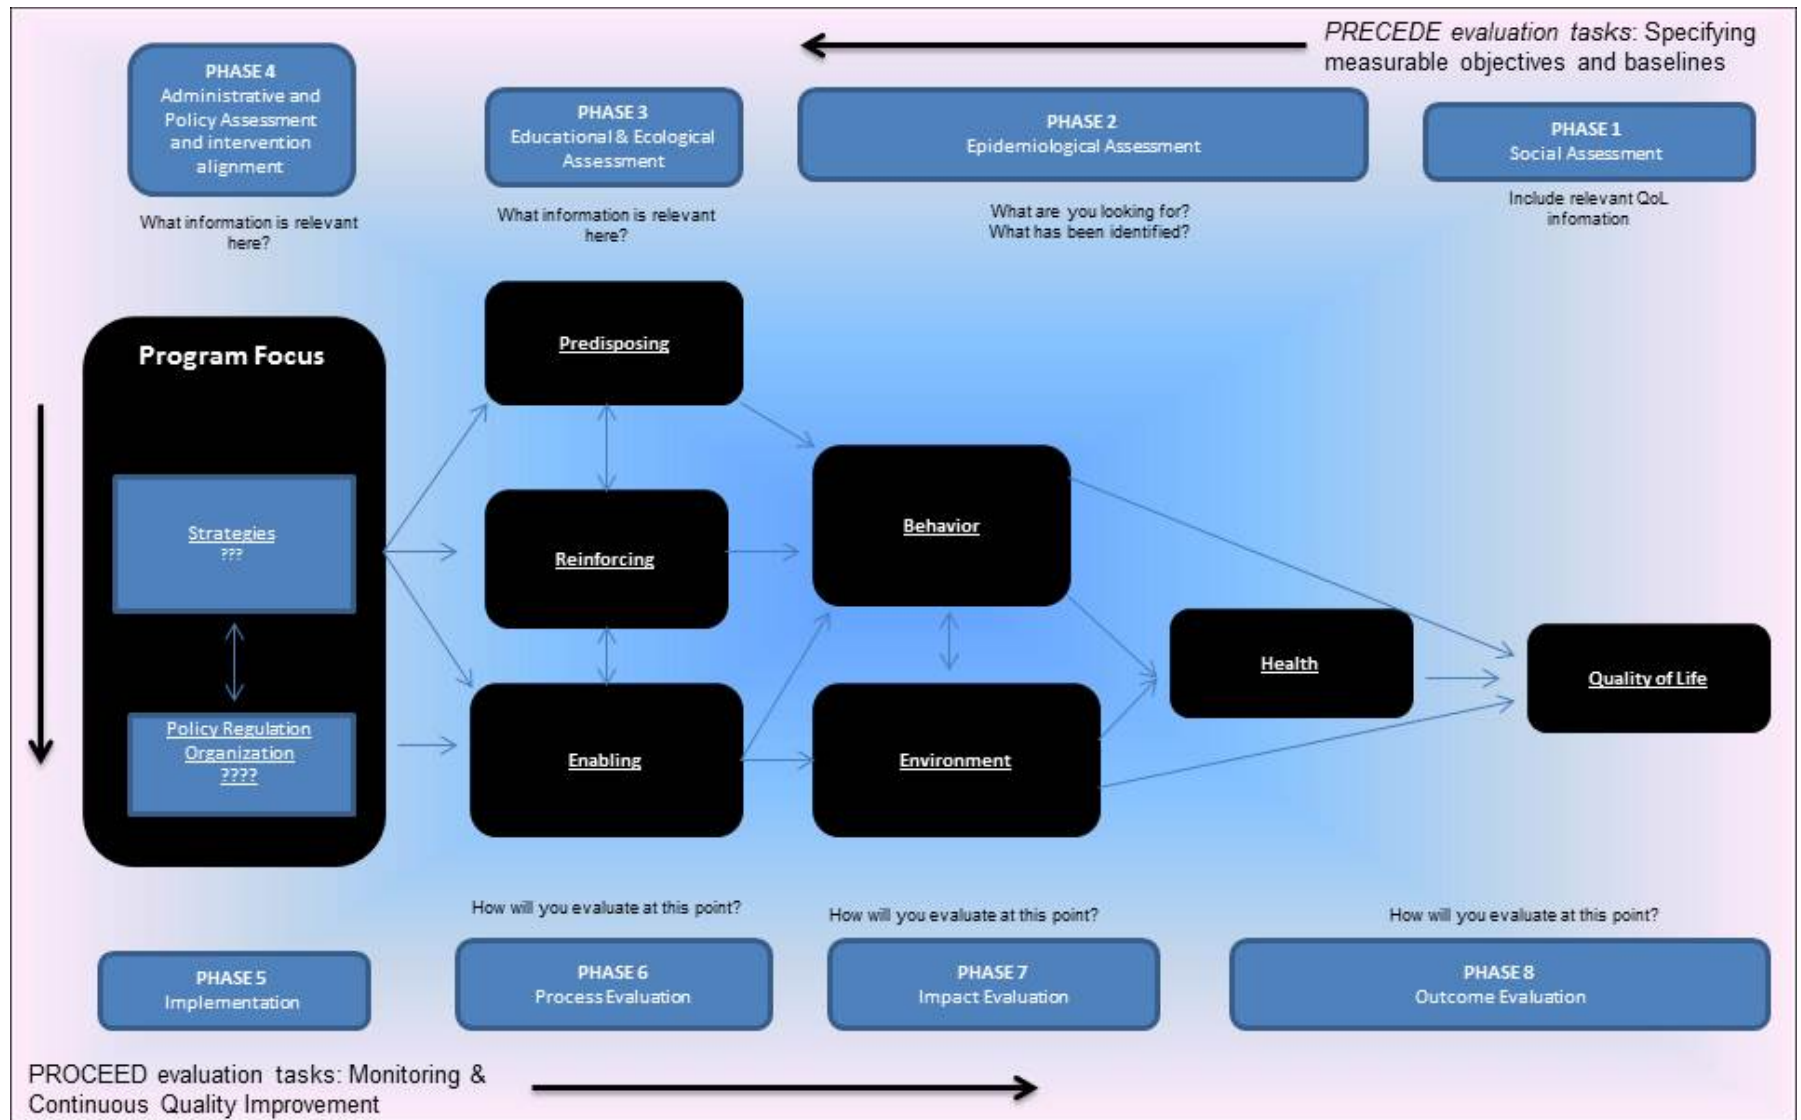 PRECEDE evaluation tasks: Specifying
measurable objectives and baselines
PHASE 4
Administrative and
Policy Assessment
and intervention
alignment
PHASE 3
Educational & Ecological
Assessment
PHASE 2
Epidemiological Assessment
PHASE 1
Social Assessment
What information is relevant
here?
What information is relevant
here?
What are you looking for?
What has been identified?
Include relevant QoL
infomation
Program Focus
Strategies
???
Policy Regulation
Organization
????
Predisposing
Reinforcing
Enabling
Behavior
Environment
Health
Quality of Life
How will you evaluate at this point?
How will you evaluate at this point?
How will you evaluate at this point?
PHASE 5
Implementation
PHASE 6
Process Evaluation
PHASE 7
Impact Evaluation
PHASE 8
Outcome Evaluation
PROCEED evaluation tasks: Monitoring &
Continuous Quality Improvement